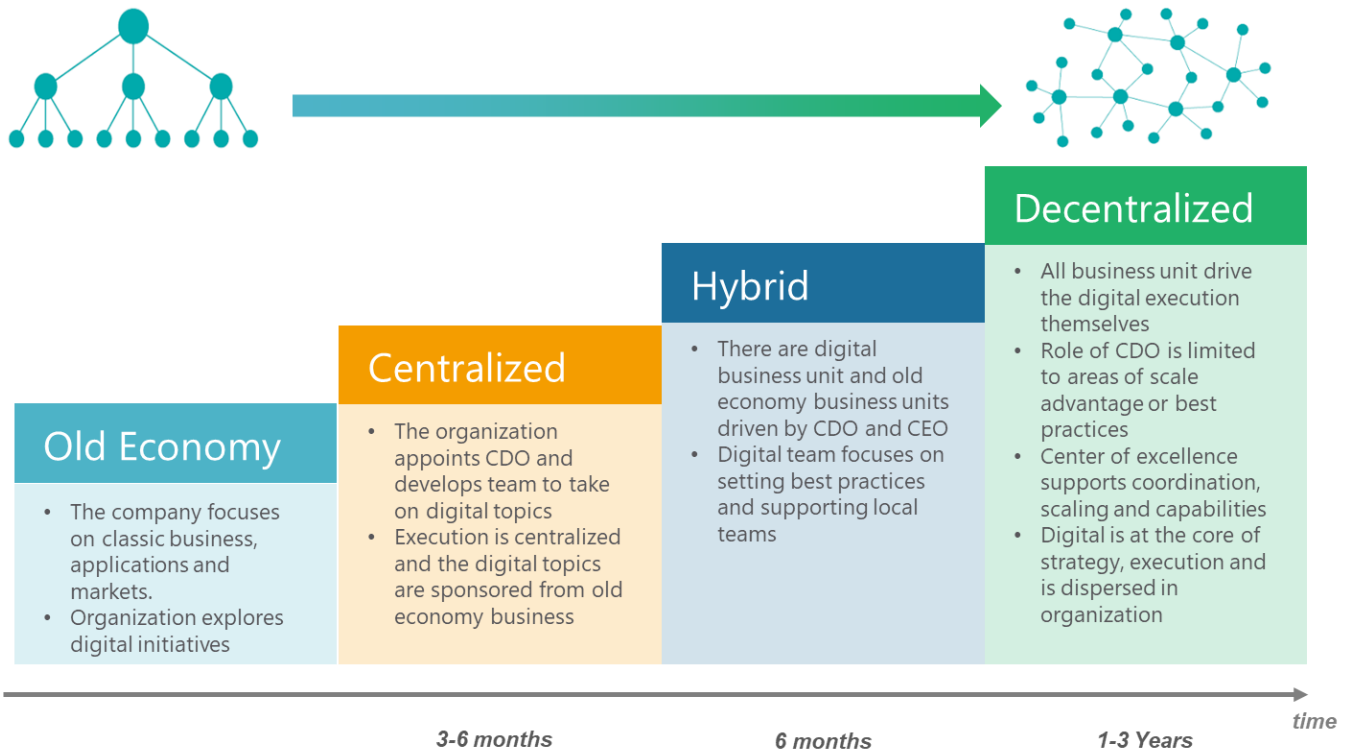 Old Economy
• The company focuses
on classic business,
applications and
markets.
• Organization explores
digital initiatives
Centralized
• The organization
appoints CDO and
develops team to take
on digital topics
• Execution is centralized
and the digital topics
are sponsored from old
economy business
Hybrid
• There are digital
business unit and old
economy business units
driven by CDO and CEO
• Digital team focuses on
setting best practices
and supporting local
teams
Decentralized
• All business unit drive
the digital execution
themselves
• Role of CDO is limited
to areas of scale
advantage or best
practices
• Center of excellence
supports coordination,
scaling and capabilities
• Digital is at the core of
strategy, execution and
is dispersed in
organization
time
3-6 months
6 months
1-3 Years